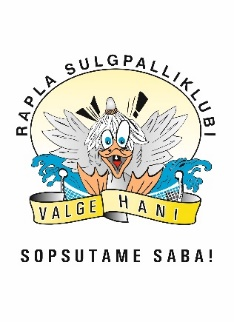 RAPLA SULGPALLIKLUBI
VALGE HANI
SOPSUTAME SABA!